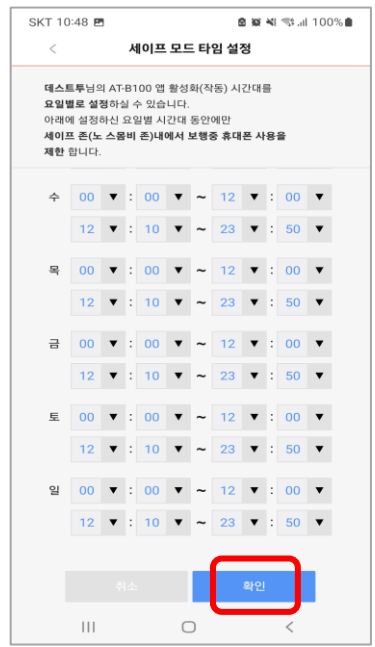 SKT 10:48
100%
< 세이프 모드 타임 설정
데스트투님의 AT-B100 앱 활성화(작동) 시간대를
요일별로 설정하실 수 있습니다.
아래에 설정하신 요일별 시간대 동안에만
세이프 존(노 스몸비 존)내에서 보행중 휴대폰 사용을
제한 합니다.
수 00 ▼ : 00 ▼ ~ 12 ▼ : 00 ▼
12 ▼ : 10 ▼ ~ 23 ▼ : 50 ▼
목 00 ▼ : 00 ▼ ~ 12 ▼ : 00 ▼
12 ▼ : 10 ▼ ~ 23 ▼ : 50 ▼
금 00 ▼ : 00 ▼ ~ 12 ▼ : 00 ▼
12 ▼ : 10 ▼ ~ 23 ▼ : 50 ▼
토 00 ▼ : 00 ▼ ~ 12 ▼ : 00 ▼
12 ▼ : 10 ▼ ~ 23 ▼ : 50 ▼
일 00 ▼ : 00 ▼ ~ 12 ▼ : 00 ▼
12 ▼ : 10 ▼ ~ 23 ▼ : 50 ▼
취소 확인